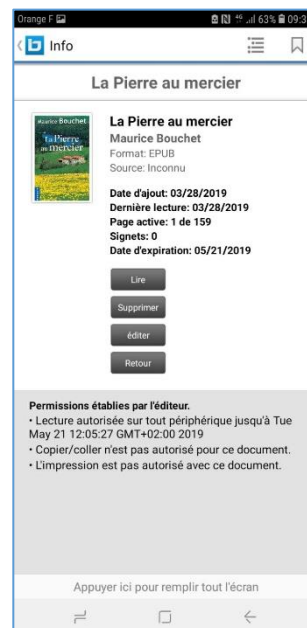 Orange F 4G 63% 09:3
Info
La Pierre au mercier
Maurice Bouchet
La Pierre
au mercier
La Pierre au mercier
Maurice Bouchet
Format: EPUB
Source: Inconnu
Date d'ajout: 03/28/2019
Dernière lecture: 03/28/2019
Page active: 1 de 159
Signets: 0
Date d'expiration: 05/21/2019
Lire
Supprimer
éditer
Retour
Permissions établies par l'éditeur.
• Lecture autorisée sur tout périphérique jusqu'à Tue
May 21 12:05:27 GMT+02:00 2019
• Copier/coller n'est pas autorisé pour ce document.
• L'impression est pas autorisé avec ce document.
Appuyer ici pour remplir tout l'écran